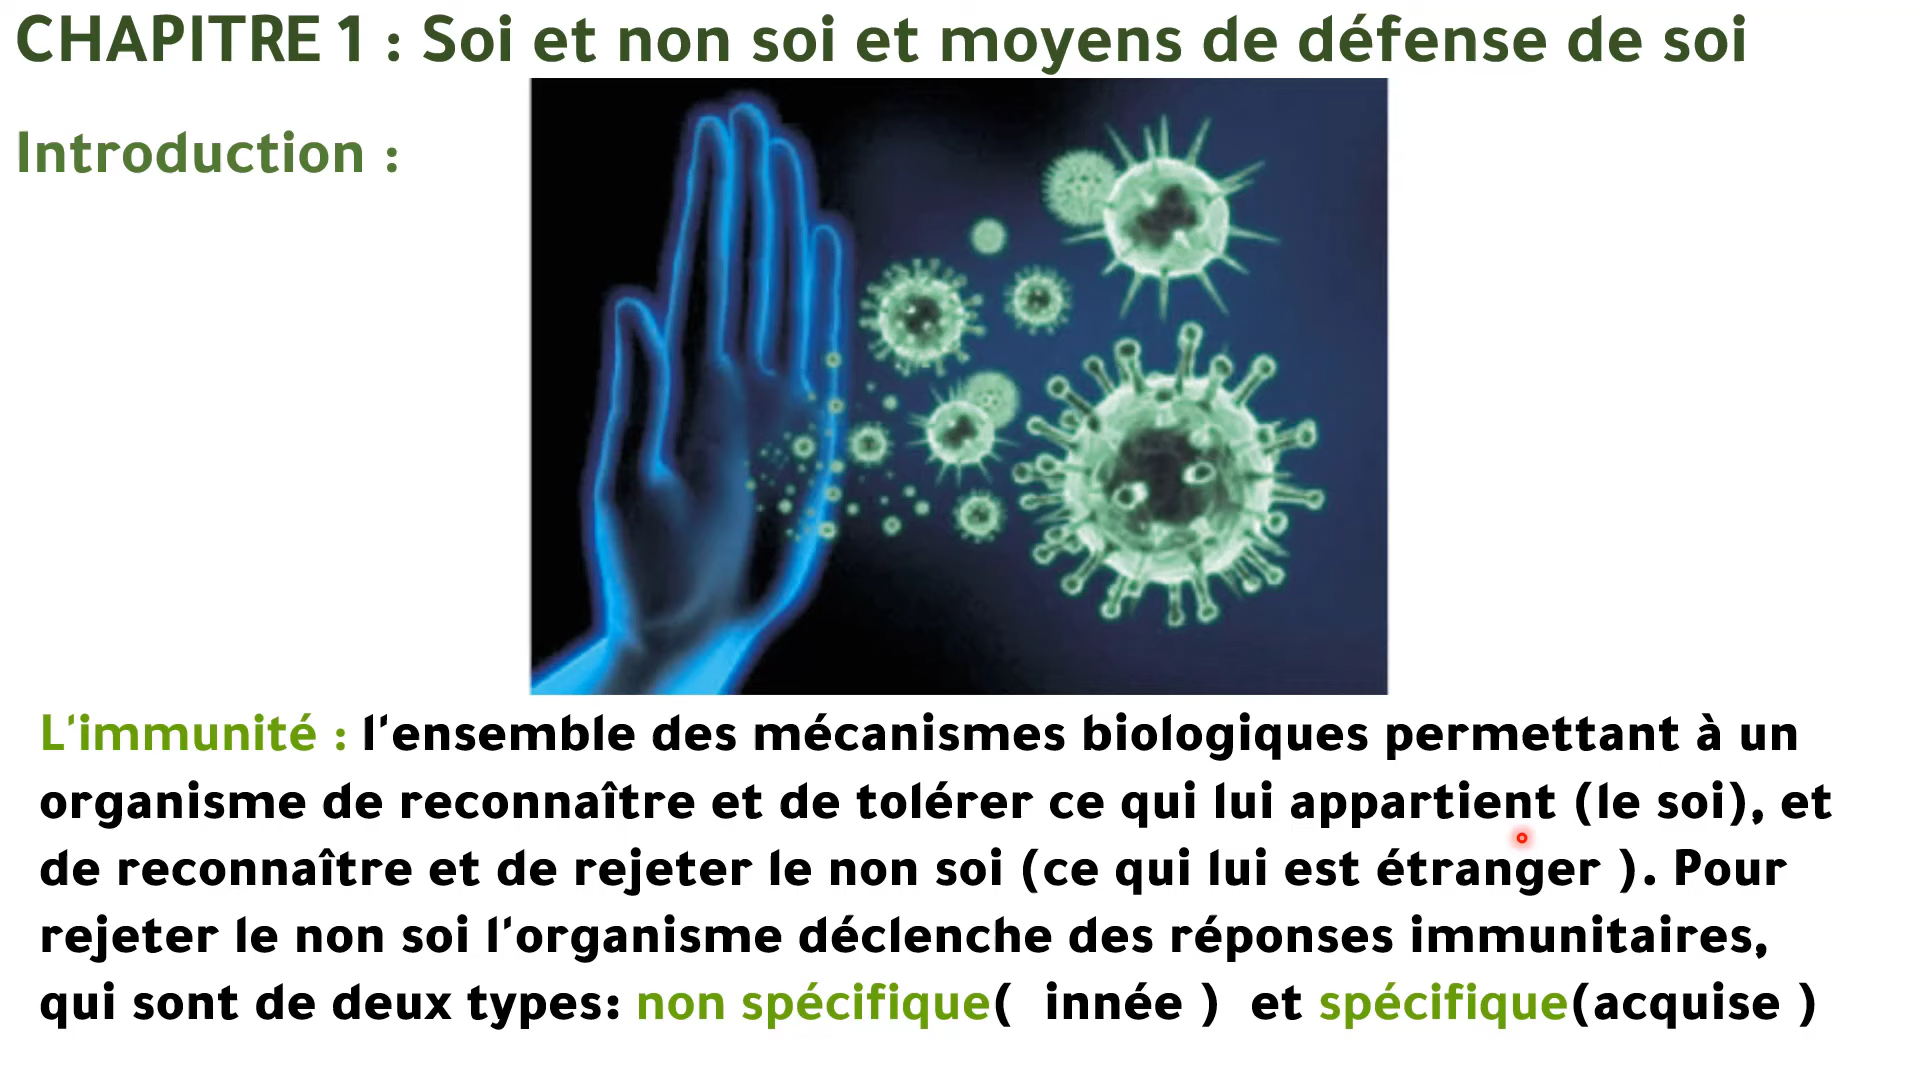 CHAPITRE 1 : Soi et non soi et moyens de défense de soi
Introduction :
L'immunité : l'ensemble des mécanismes biologiques permettant à un
organisme de reconnaître et de tolérer ce qui lui appartient (le soi), et
de reconnaître et de rejeter le non soi (ce qui lui est étranger ). Pour
rejeter le non soi l'organisme déclenche des réponses immunitaires,
qui sont de deux types: non spécifique( innée ) et spécifique(acquise )